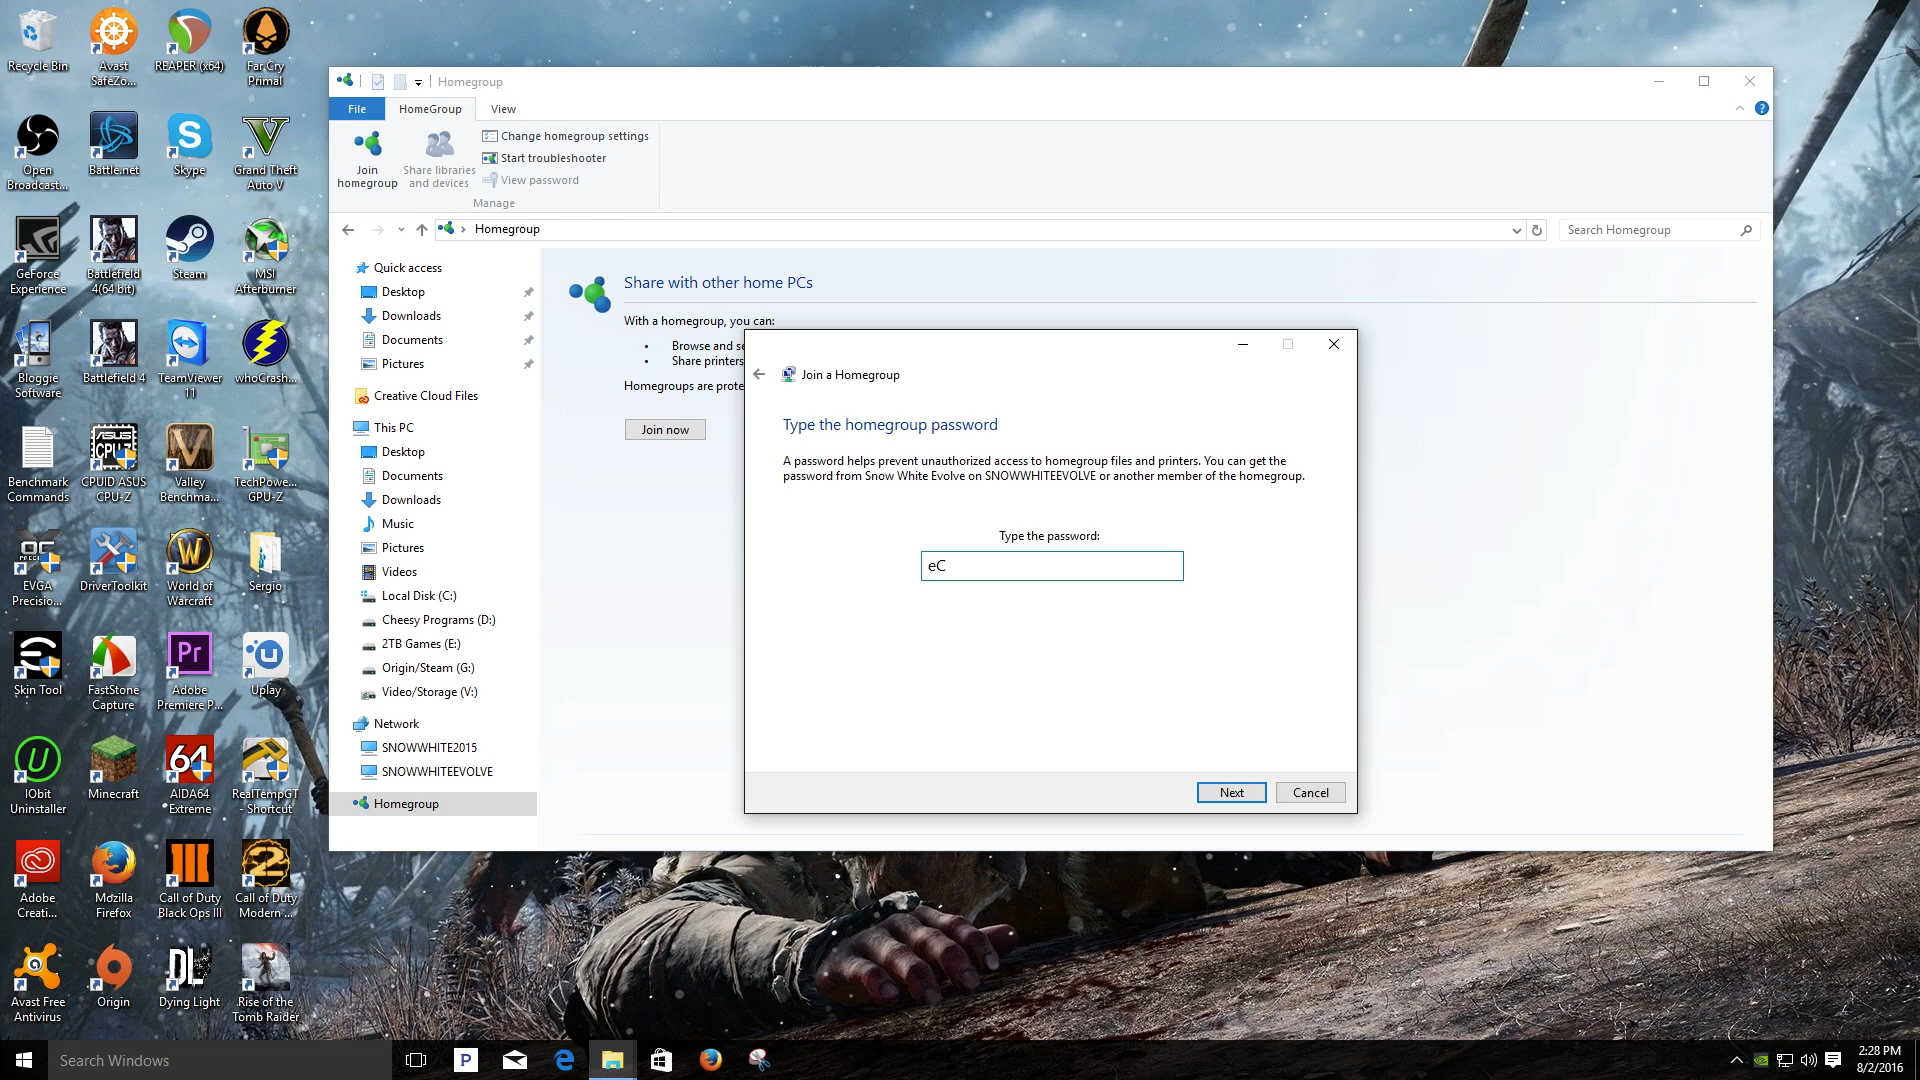 Recycle Bin
Avast
SafeZo...
REAPER (x64)
Far Cry
Primal
Open
Broadcast...
Battle.net
Skype
Grand Theft
Auto V
GeForce
Experience
Battlefield
4(64 bit)
Steam
MSI
Afterburner
Bloggie
Software
Battlefield 4
TeamViewer
11
whoCrash...
Benchmark
Commands
CPUID ASUS
CPU-Z
Valley
Benchma...
TechPowe...
GPU-Z
EVGA
Precisio...
DriverToolkit
World of
Warcraft
Sergio
Skin Tool
FastStone
Capture
Adobe
Premiere P...
Uplay
IObit
Uninstaller
Minecraft
AIDA64
Extreme
RealTempGT
- Shortcut
Adobe
Creati...
Mozilla
Firefox
Call of Duty
Black Ops III
Call of Duty
Modern ...
Avast Free
Antivirus
Origin
Dying Light
Rise of the
Tomb Raider
Homegroup
File
HomeGroup
View
Join
homegroup
Share libraries
and devices
Change homegroup settings
Start troubleshooter
View password
Manage
Homegroup
Search Homegroup
Quick access
Desktop
Downloads
Documents
Pictures
Creative Cloud Files
This PC
Desktop
Documents
Downloads
Music
Pictures
Videos
Local Disk (C:)
Cheesy Programs (D:)
2TB Games (E:)
Origin/Steam (G:)
Video/Storage (V:)
Network
SNOWWHITE2015
SNOWWHITEEVOLVE
Homegroup
Share with other home PCs
With a homegroup, you can:
• Browse and se
• Share printers
Homegroups are prote
Join now
Join a Homegroup
Type the homegroup password
A password helps prevent unauthorized access to homegroup files and printers. You can get the
password from Snow White Evolve on SNOWWHITEEVOLVE or another member of the homegroup.
Type the password:
eC
Next
Cancel
Search Windows
2:28 PM
8/2/2016